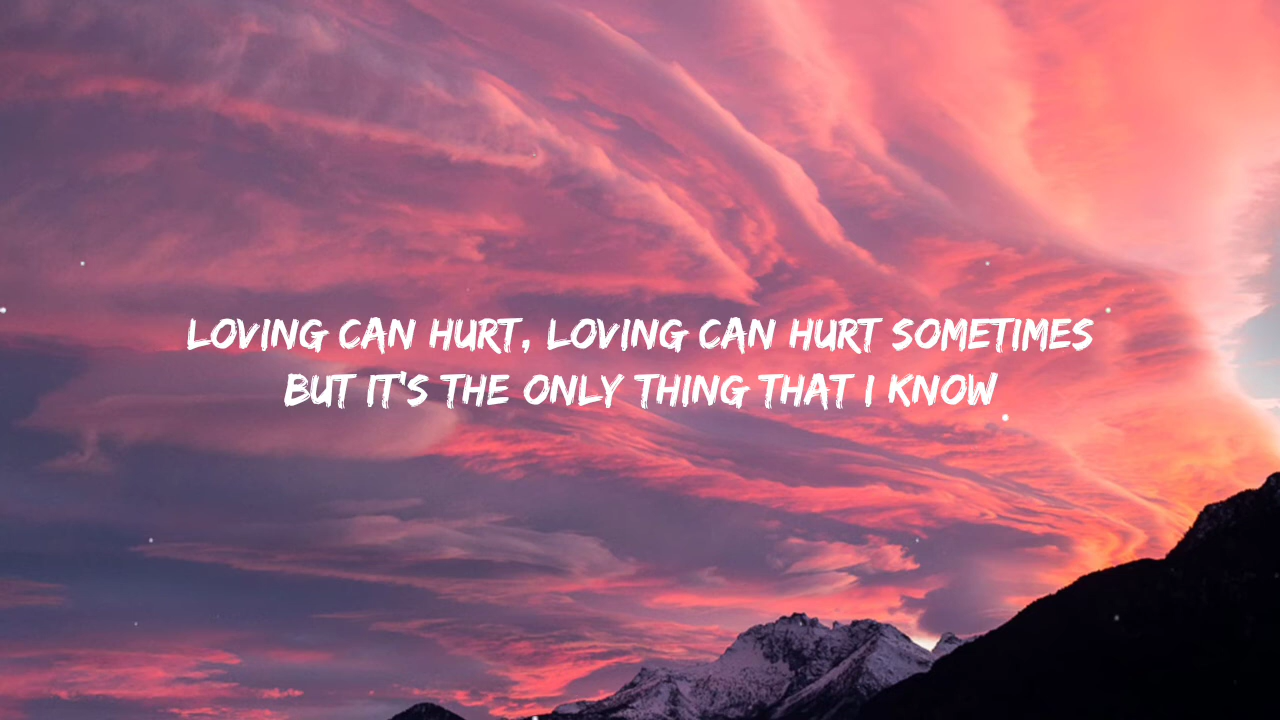 LOVING CAN HURT, LOVING CAN HURT SOMETIMES
BUT IT'S THE ONLY THING THAT I KNOW